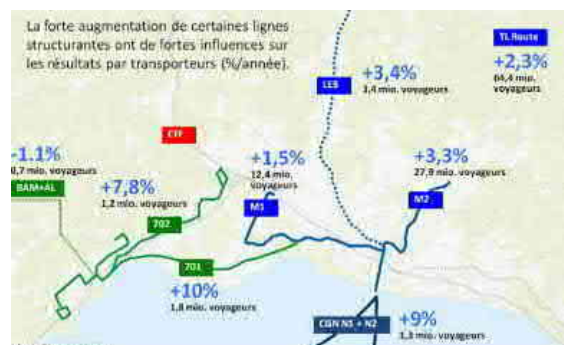 La forte augmentation de certaines lignes
structurantes ont de fortes influences sur
les résultats par transporteurs (%/année).
TL Route
+2,3%
64,4 mio. voyageurs
LEB
+3,4%
3,4 mio. voyageurs
CFF
-1.1%
0,7 mio. voyageurs
BAM+AL
+7,8%
1,2 mio. voyageurs
702
+1,5%
12,4 mio.
voyageurs
M1
+3,3%
27,9 mio. voyageurs
M2
701
+10%
1,8 mio. voyageurs
CGN N1 + N2
+9%
1,3 mio. voyageurs